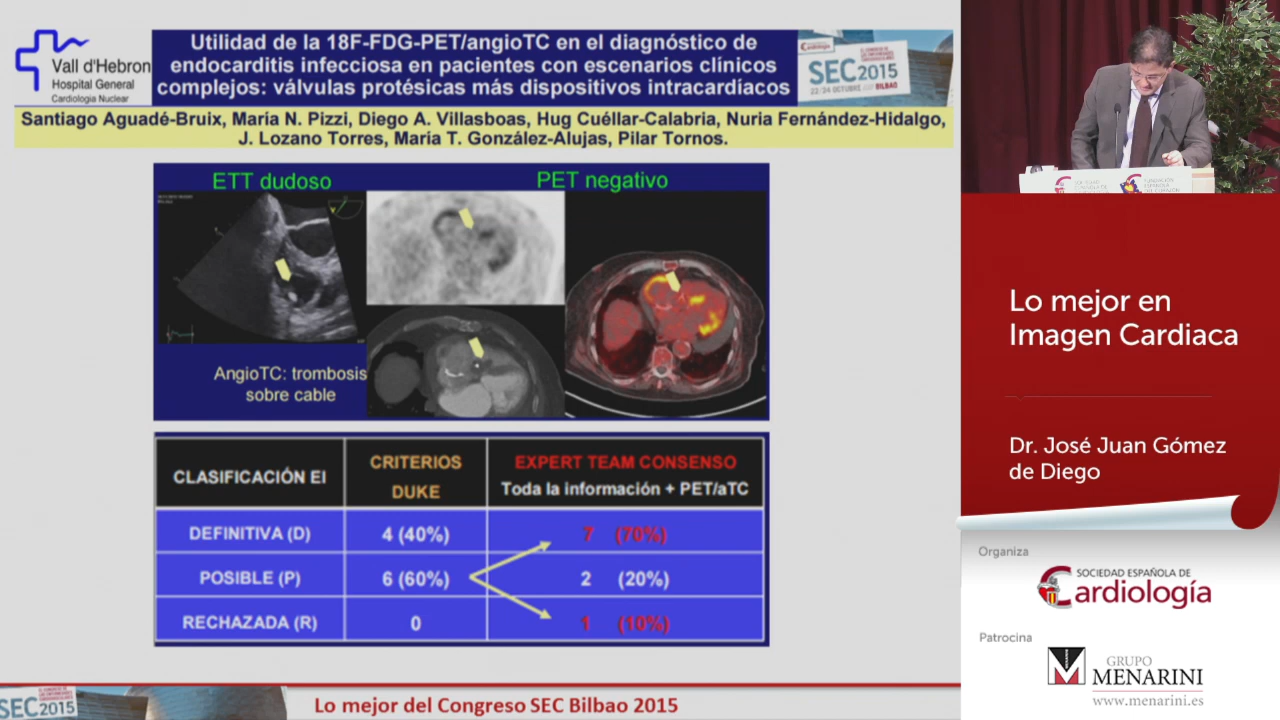 Vall d'Hebron
Hospital General
Cardiologia Nuclear
Utilidad de la 18F-FDG-PET/angioTC en el diagnóstico de
endocarditis infecciosa en pacientes con escenarios clínicos
complejos: válvulas protésicas más dispositivos intracardíacos
Cardiología
SEC2015
22/24 OCTUBRE BILBAO
Santiago Aguadé-Bruix, María N. Pizzi, Diego A. Villasboas, Hug Cuéllar-Calabria, Nuria Fernández-Hidalgo,
J. Lozano Torres, María T. González-Alujas, Pilar Tornos.
ETT dudoso
PET negativo
AngioTC: trombosis
sobre cable
CLASIFICACIÓN EI
CRITERIOS
DUKE
EXPERT TEAM CONSENSO
Toda la información + PET/aTC
DEFINITIVA (D) 4 (40%) 7 (70%)
POSIBLE (P) 6 (60%) 2 (20%)
RECHAZADA (R) 0 1 (10%)
SEC2015
Lo mejor del Congreso SEC Bilbao 2015
Lo mejor en
Imagen Cardiaca
Dr. José Juan Gómez
de Diego
Organiza
SOCIEDAD ESPAÑOLA DE
Cardiología
Patrocina
GRUPO
MENARINI
www.menarini.es